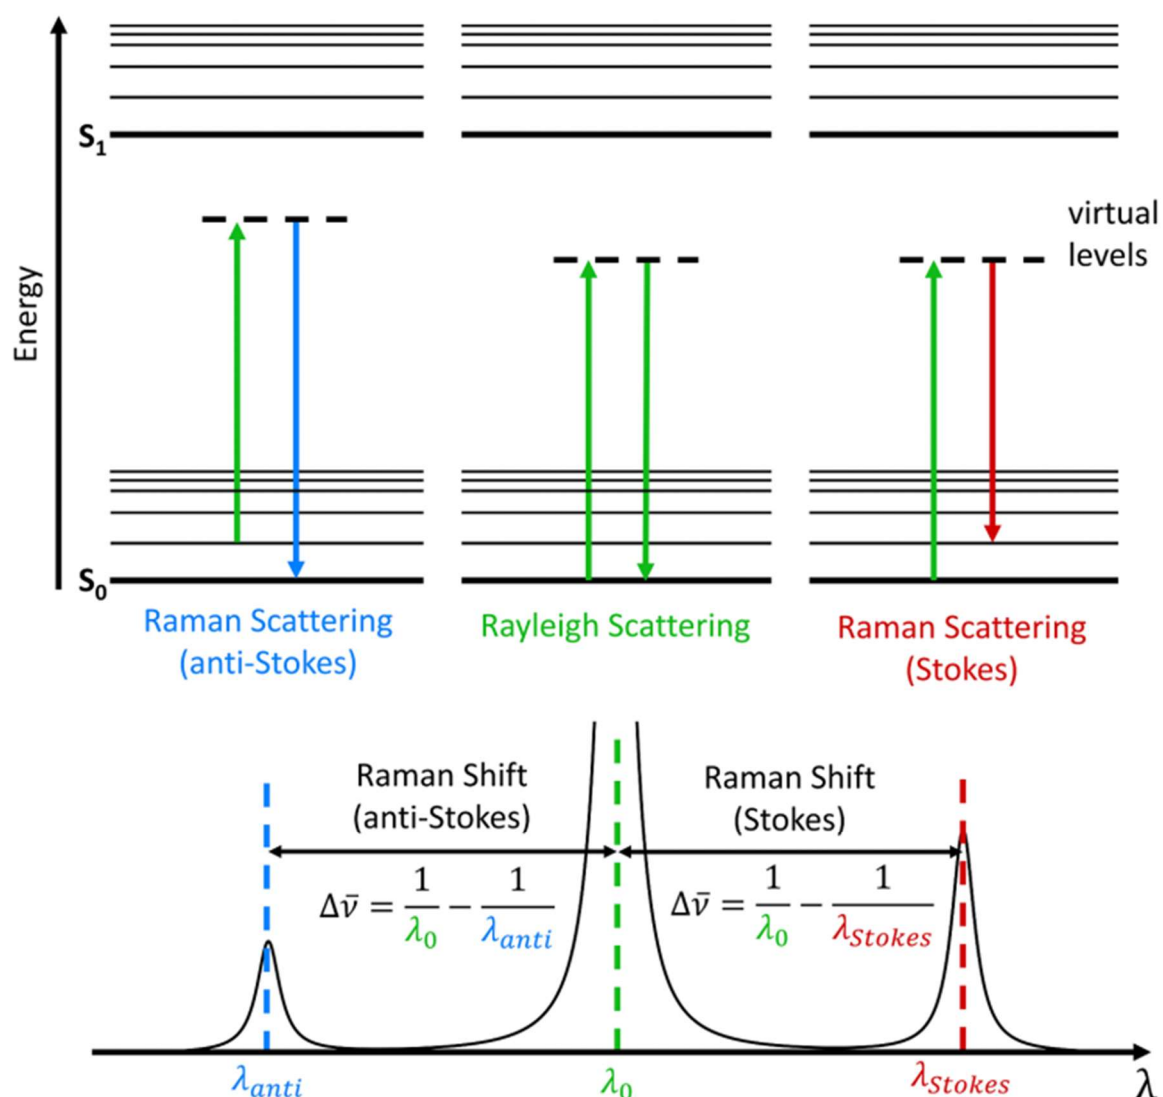 Energy
S₁
virtual
levels
S₀
Raman Scattering
(anti-Stokes)
Rayleigh Scattering
Raman Scattering
(Stokes)
Raman Shift
(anti-Stokes)
Δν̄ = 1/λ₀ − 1/λanti
Raman Shift
(Stokes)
Δν̄ = 1/λ₀ − 1/λStokes
λanti
λ₀
λStokes
λ